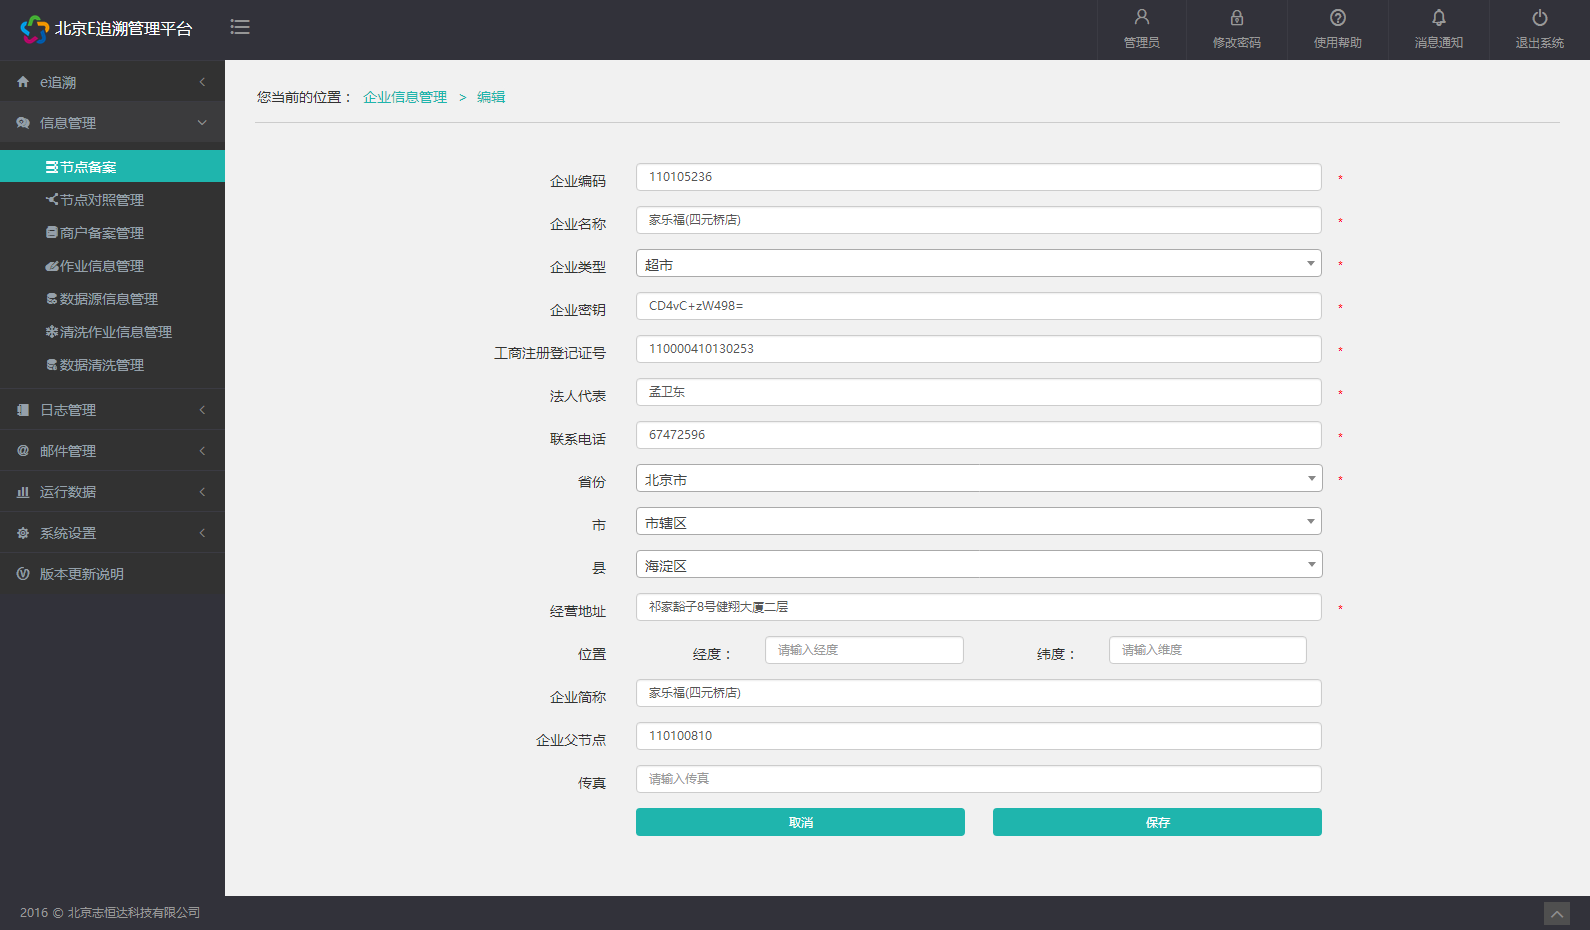 北京E追溯管理平台
管理员
修改密码
使用帮助
消息通知
退出系统
e追溯
信息管理
节点备案
节点对照管理
商户备案管理
作业信息管理
数据源信息管理
清洗作业信息管理
数据清洗管理
日志管理
邮件管理
运行数据
系统设置
版本更新说明
您当前的位置： 企业信息管理 > 编辑
企业编码 110105236 *
企业名称 家乐福(四元桥店) *
企业类型 超市 *
企业密钥 CD4vC+zW498= *
工商注册登记证号 110000410130253 *
法人代表 孟卫东 *
联系电话 67472596 *
省份 北京市 *
市 市辖区
县 海淀区
经营地址 祁家豁子8号健翔大厦二层 *
位置 经度： 请输入经度 纬度： 请输入维度
企业简称 家乐福(四元桥店)
企业父节点 110100810
传真 请输入传真
取消 保存
2016 © 北京志恒达科技有限公司